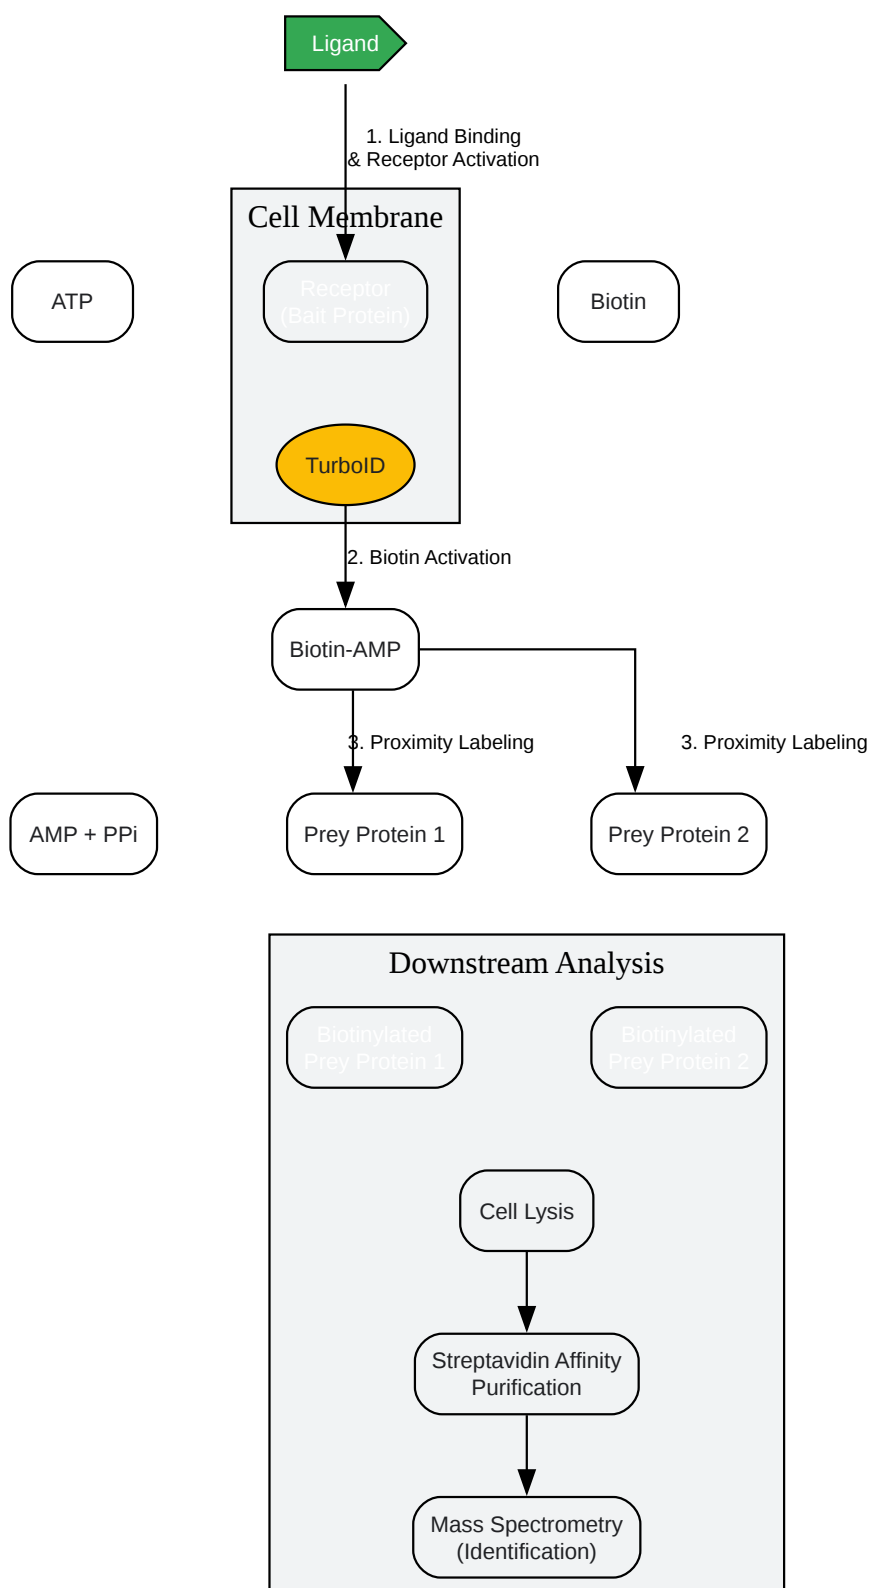 Ligand
1. Ligand Binding
& Receptor Activation
Cell Membrane
ATP
Receptor
(Bait Protein)
Biotin
TurboID
2. Biotin Activation
Biotin-AMP
3. Proximity Labeling
3. Proximity Labeling
AMP + PPi
Prey Protein 1
Prey Protein 2
Downstream Analysis
Biotinylated
Prey Protein 1
Biotinylated
Prey Protein 2
Cell Lysis
Streptavidin Affinity
Purification
Mass Spectrometry
(Identification)